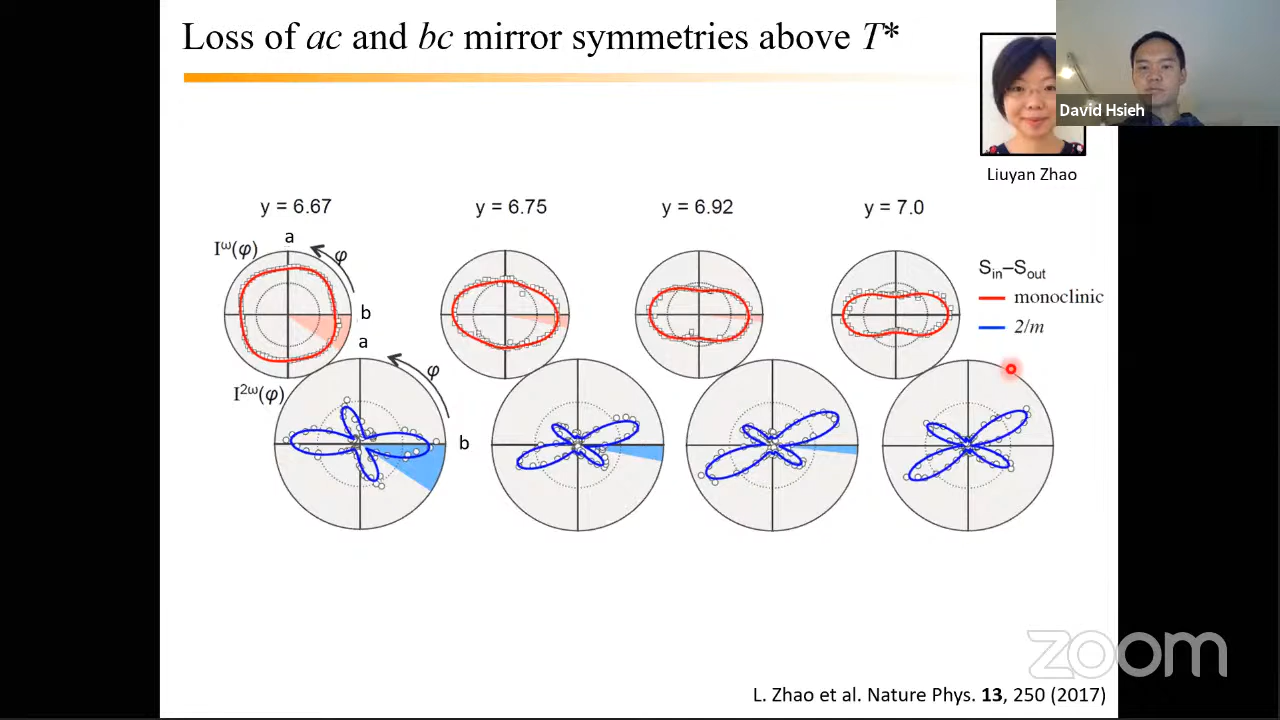 Loss of ac and bc mirror symmetries above T*
David Hsieh
Liuyan Zhao
y = 6.67
y = 6.75
y = 6.92
y = 7.0
a
Iω(φ)
φ
b
Sin–Sout
monoclinic
2/m
a
I2ω(φ)
φ
b
zoom
L. Zhao et al. Nature Phys. 13, 250 (2017)